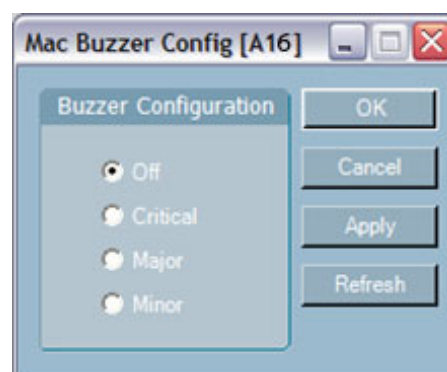 Mac Buzzer Config [A16]
Buzzer Configuration
Off
Critical
Major
Minor
OK
Cancel
Apply
Refresh